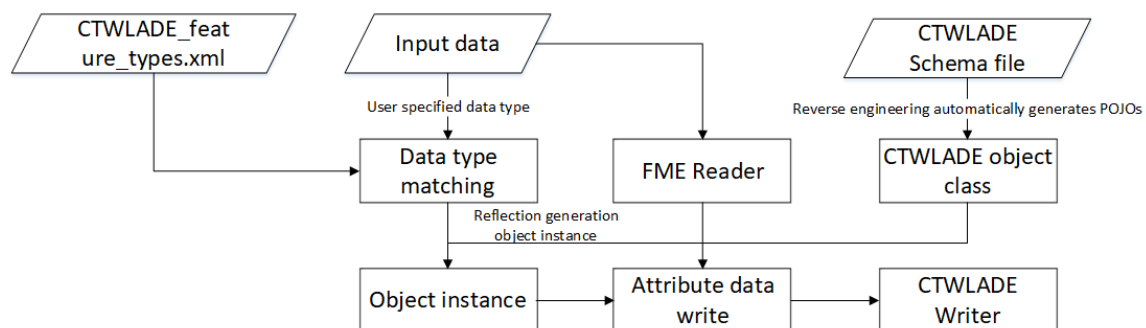 CTWLADE_feat
ure_types.xml
Input data
CTWLADE
Schema file
User specified data type
Reverse engineering automatically generates POJOs
Data type
matching
FME Reader
CTWLADE object
class
Reflection generation
object instance
Object instance
Attribute data
write
CTWLADE
Writer